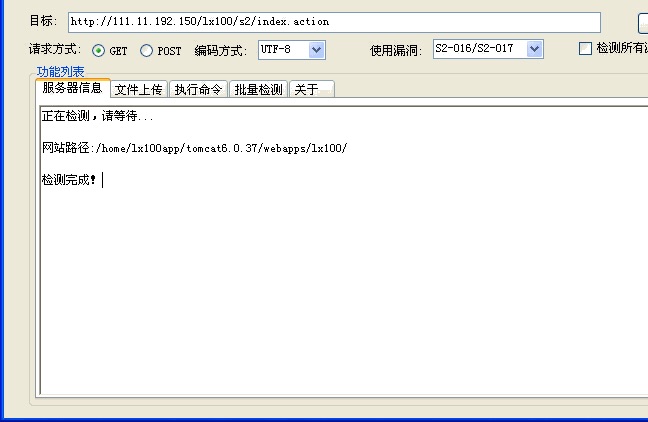 目标: http://111.11.192.150/lx100/s2/index.action
请求方式: GET POST 编码方式: UTF-8 使用漏洞: S2-016/S2-017 检测所有
功能列表
服务器信息 文件上传 执行命令 批量检测 关于
正在检测，请等待...
网站路径:/home/lx100app/tomcat6.0.37/webapps/lx100/
检测完成!